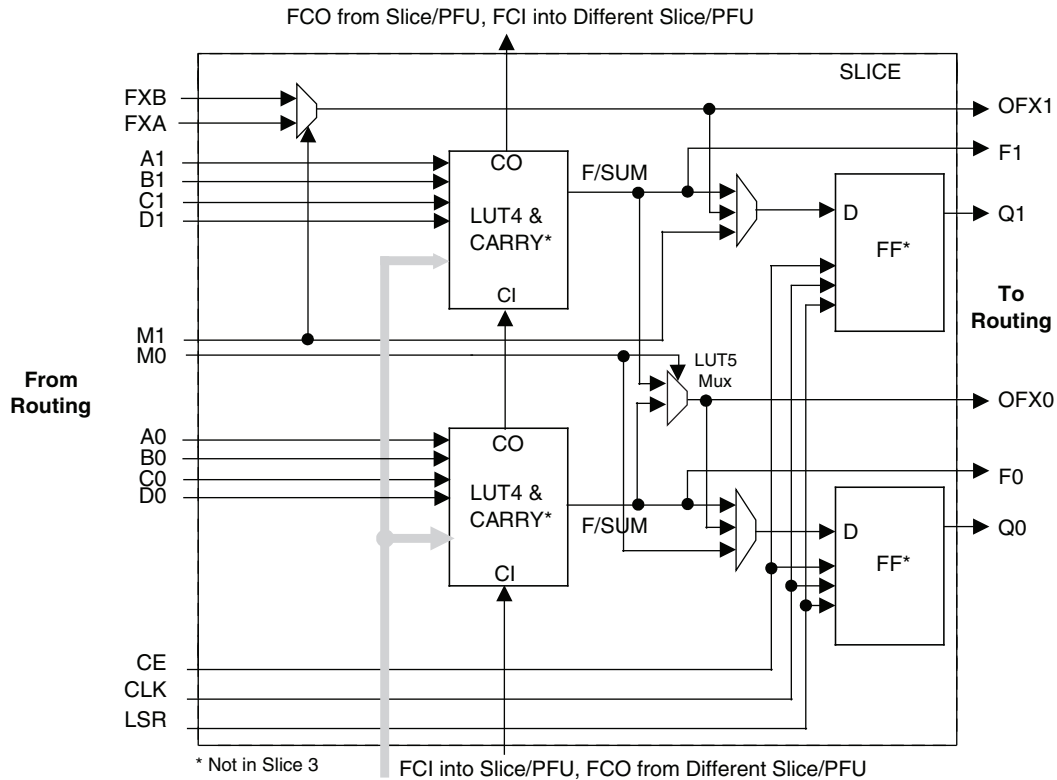 FCO from Slice/PFU, FCI into Different Slice/PFU
SLICE
FXB
FXA
OFX1
F1
A1
B1
C1
D1
CO
LUT4 &
CARRY*
CI
F/SUM
D
FF*
Q1
To
Routing
M1
M0
From
Routing
LUT5
Mux
OFX0
A0
B0
C0
D0
CO
LUT4 &
CARRY*
CI
F/SUM
F0
D
FF*
Q0
CE
CLK
LSR
* Not in Slice 3
FCI into Slice/PFU, FCO from Different Slice/PFU